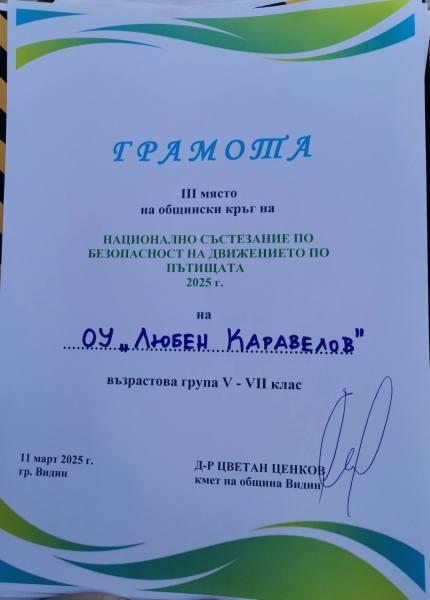 ГРАМОТА
III място
на общински кръг на
НАЦИОНАЛНО СЪСТЕЗАНИЕ ПО
БЕЗОПАСНОСТ НА ДВИЖЕНИЕТО ПО
ПЪТИЩАТА
2025 г.
на
ОУ „ЛЮБЕН КАРАВЕЛОВ"
възрастова група V - VII клас
11 март 2025 г.
гр. Видин
Д-Р ЦВЕТАН ЦЕНКОВ
кмет на община Видин